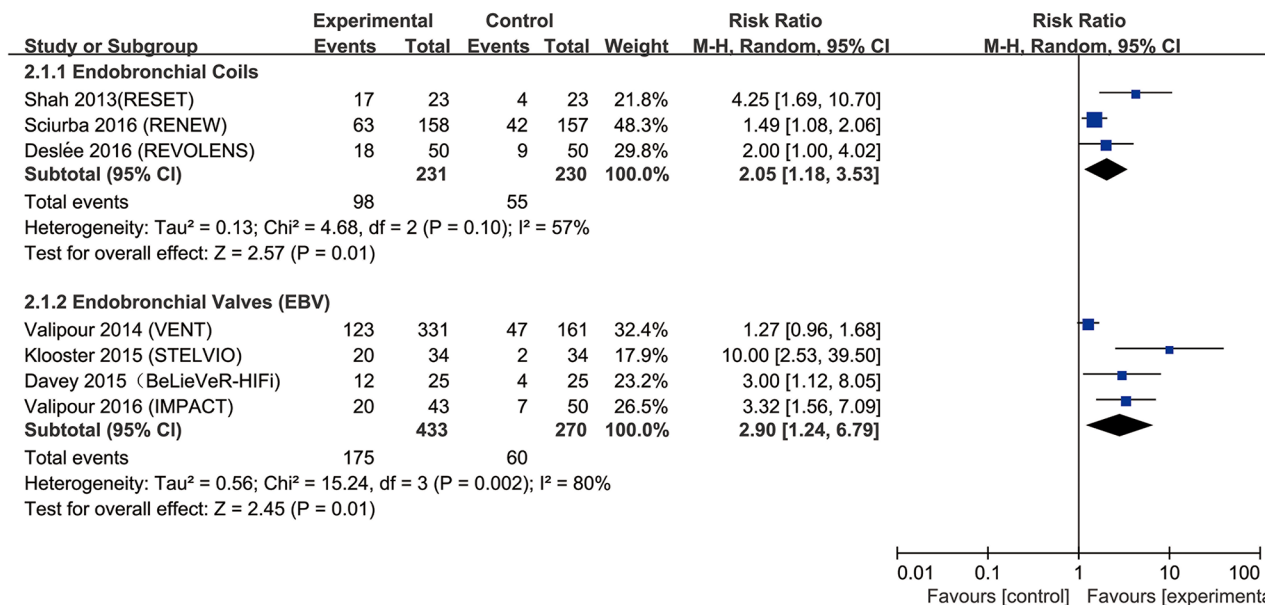 Experimental Control Risk Ratio Risk Ratio
Study or Subgroup Events Total Events Total Weight M-H, Random, 95% CI M-H, Random, 95% CI
2.1.1 Endobronchial Coils
Shah 2013(RESET) 17 23 4 23 21.8% 4.25 [1.69, 10.70]
Sciurba 2016 (RENEW) 63 158 42 157 48.3% 1.49 [1.08, 2.06]
Deslée 2016 (REVOLENS) 18 50 9 50 29.8% 2.00 [1.00, 4.02]
Subtotal (95% CI) 231 230 100.0% 2.05 [1.18, 3.53]
Total events 98 55
Heterogeneity: Tau² = 0.13; Chi² = 4.68, df = 2 (P = 0.10); I² = 57%
Test for overall effect: Z = 2.57 (P = 0.01)
2.1.2 Endobronchial Valves (EBV)
Valipour 2014 (VENT) 123 331 47 161 32.4% 1.27 [0.96, 1.68]
Klooster 2015 (STELVIO) 20 34 2 34 17.9% 10.00 [2.53, 39.50]
Davey 2015（BeLieVeR-HIFi) 12 25 4 25 23.2% 3.00 [1.12, 8.05]
Valipour 2016 (IMPACT) 20 43 7 50 26.5% 3.32 [1.56, 7.09]
Subtotal (95% CI) 433 270 100.0% 2.90 [1.24, 6.79]
Total events 175 60
Heterogeneity: Tau² = 0.56; Chi² = 15.24, df = 3 (P = 0.002); I² = 80%
Test for overall effect: Z = 2.45 (P = 0.01)
0.01 0.1 1 10 100
Favours [control] Favours [experimenta